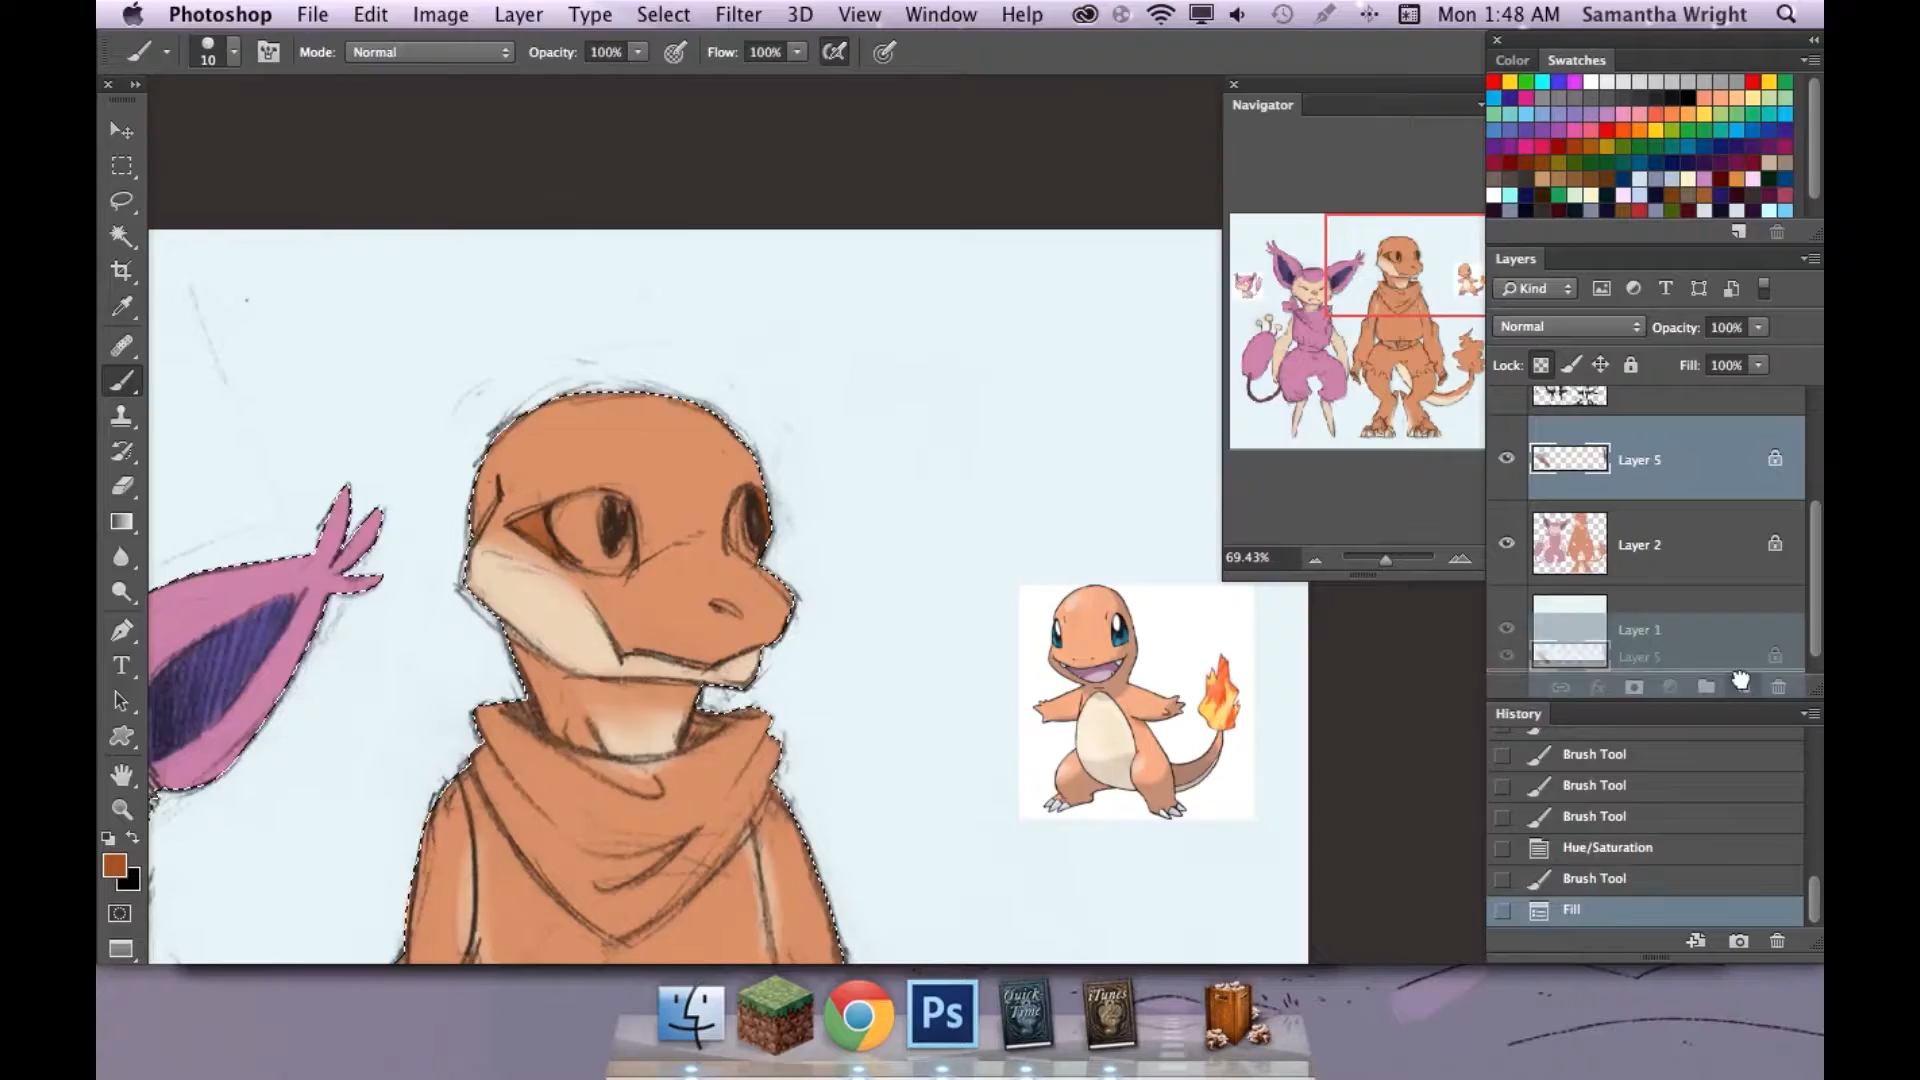 Photoshop File Edit Image Layer Type Select Filter 3D View Window Help Mon 1:48 AM Samantha Wright
10 Mode: Normal Opacity: 100% Flow: 100%
Color Swatches
Navigator
69.43%
Layers
Kind
Normal Opacity: 100%
Lock: Fill: 100%
Layer 5
Layer 2
Layer 1
Layer 5
History
Brush Tool
Brush Tool
Brush Tool
Hue/Saturation
Brush Tool
Fill
Ps
Quick Time
iTunes